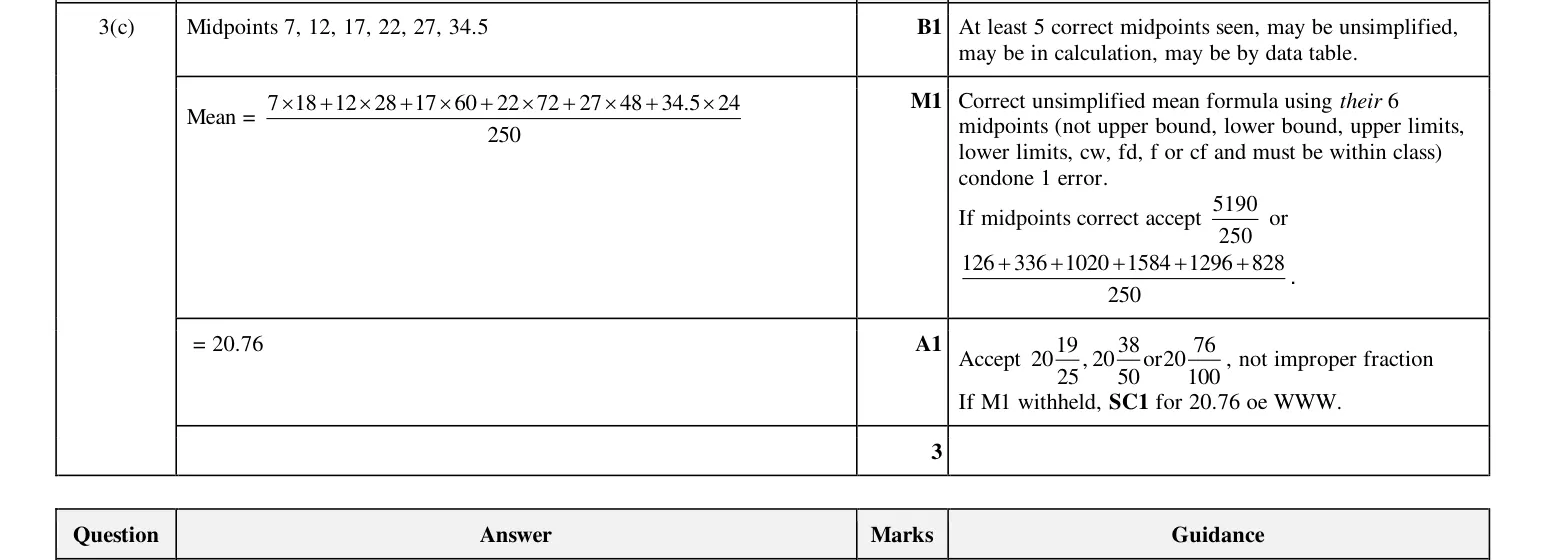 3(c)
Midpoints 7, 12, 17, 22, 27, 34.5
B1
At least 5 correct midpoints seen, may be unsimplified,
may be in calculation, may be by data table.
Mean = (7×18+12×28+17×60+22×72+27×48+34.5×24)/250
M1
Correct unsimplified mean formula using their 6
midpoints (not upper bound, lower bound, upper limits,
lower limits, cw, fd, f or cf and must be within class)
condone 1 error.
If midpoints correct accept 5190/250 or
(126+336+1020+1584+1296+828)/250 .
= 20.76
A1
Accept 20 19/25, 20 38/50 or 20 76/100, not improper fraction
If M1 withheld, SC1 for 20.76 oe WWW.
3
Question Answer Marks Guidance